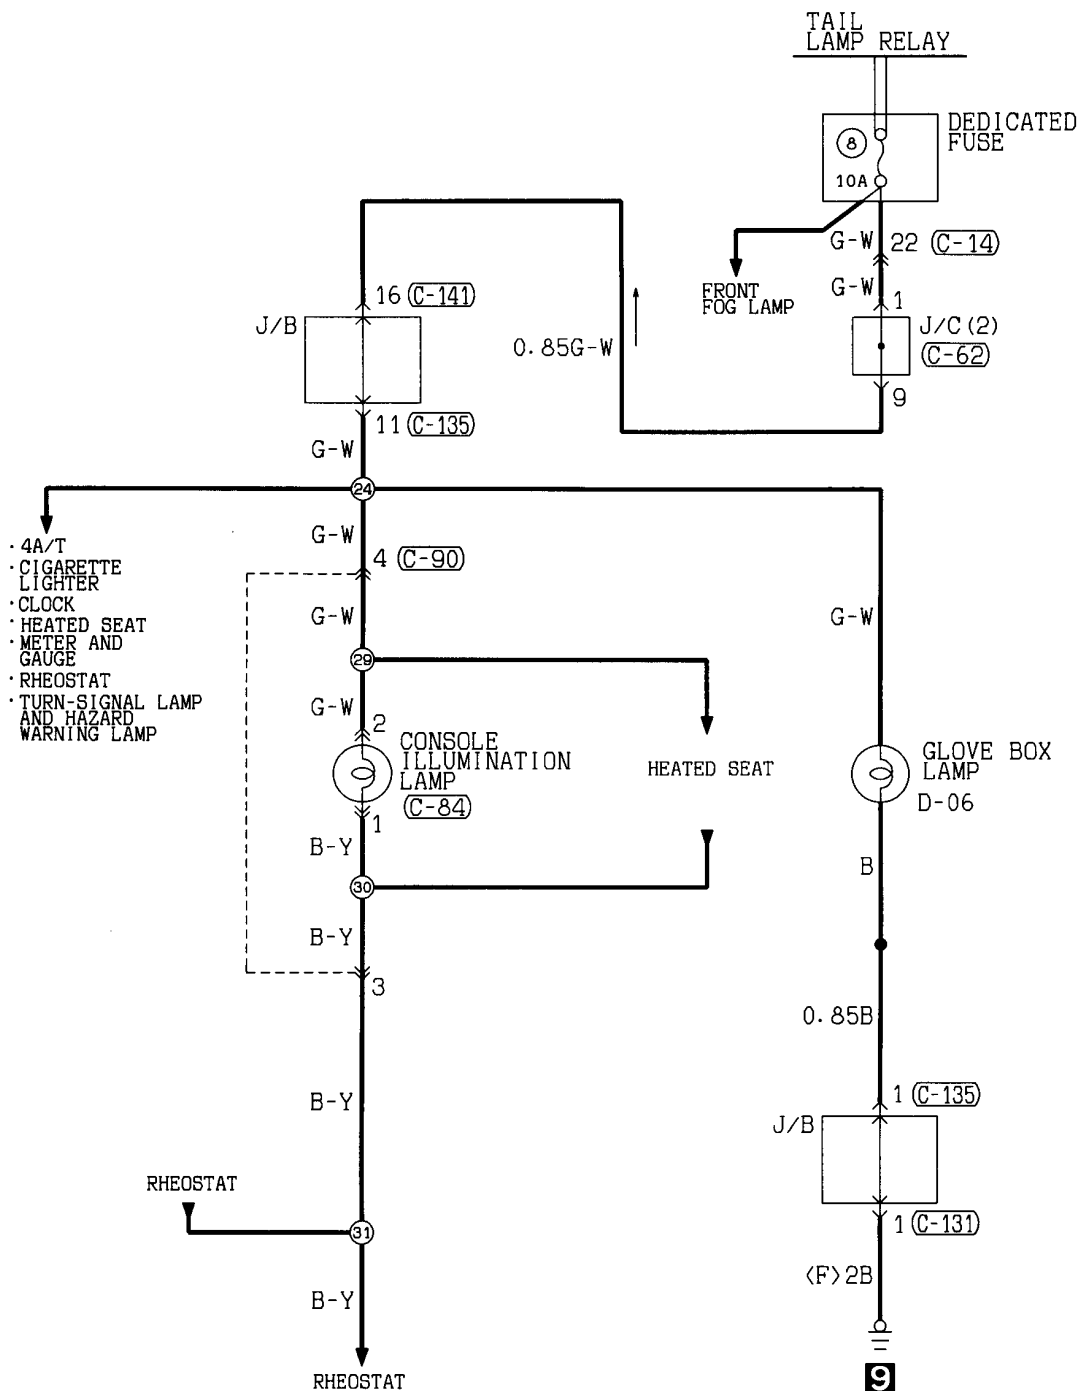 TAIL
LAMP RELAY
DEDICATED
FUSE
8
10A
G-W
22 (C-14)
FRONT
FOG LAMP
G-W
1
J/C(2)
(C-62)
9
16 (C-141)
J/B
0.85G-W
11 (C-135)
G-W
24
· 4A/T
· CIGARETTE
LIGHTER
· CLOCK
· HEATED SEAT
· METER AND
GAUGE
· RHEOSTAT
· TURN-SIGNAL LAMP
AND HAZARD
WARNING LAMP
G-W
4 (C-90)
G-W
29
G-W
2
CONSOLE
ILLUMINATION
LAMP
(C-84)
1
HEATED SEAT
G-W
GLOVE BOX
LAMP
D-06
B-Y
30
B
B-Y
3
0.85B
B-Y
1 (C-135)
J/B
1 (C-131)
RHEOSTAT
31
B-Y
RHEOSTAT
<F>2B
9